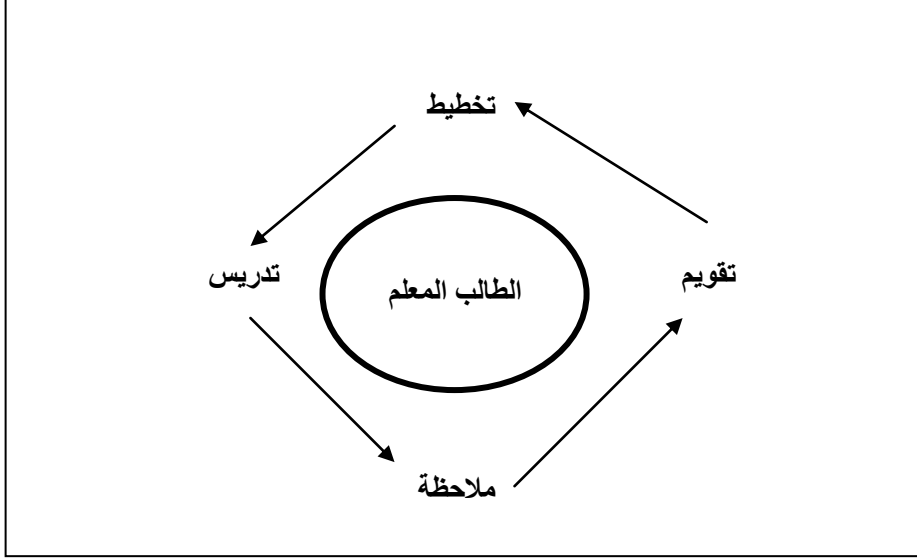 تخطيط
تقويم
الطالب المعلم
تدريس
ملاحظة